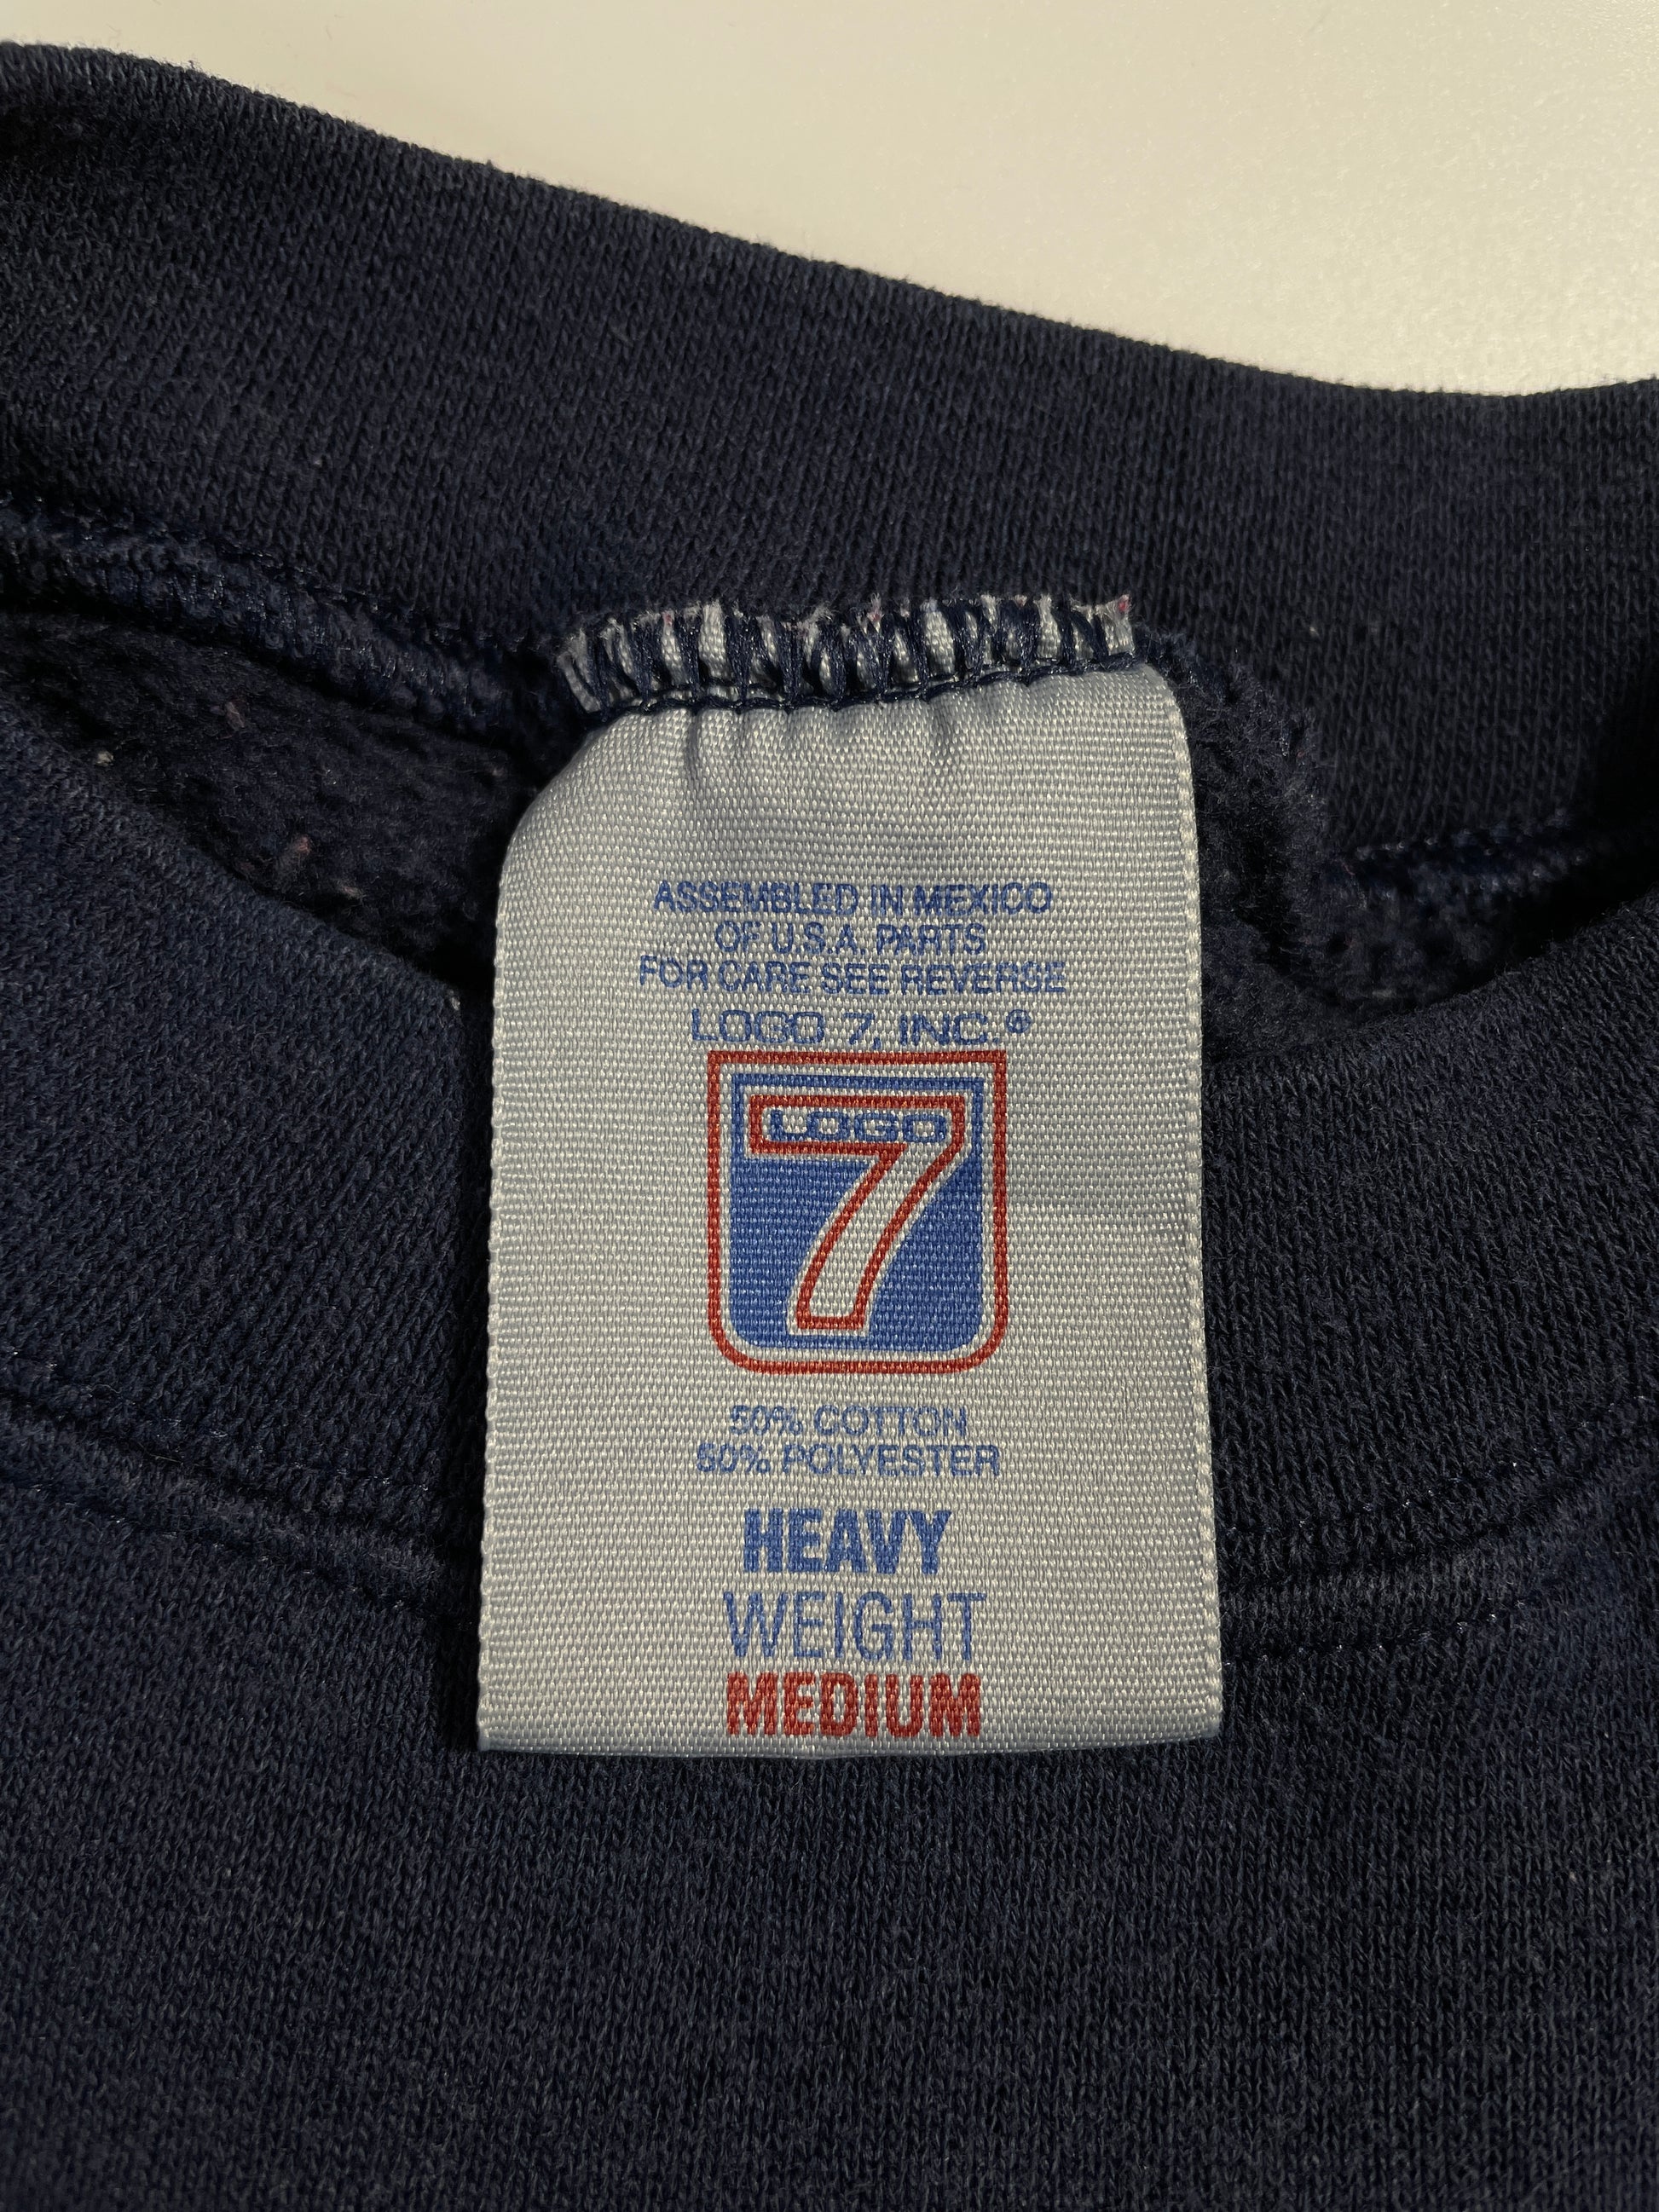 ASSEMBLED IN MEXICO
OF U.S.A. PARTS
FOR CARE SEE REVERSE
LOGO 7, INC.®
LOGO
7
50% COTTON
50% POLYESTER
HEAVY
WEIGHT
MEDIUM